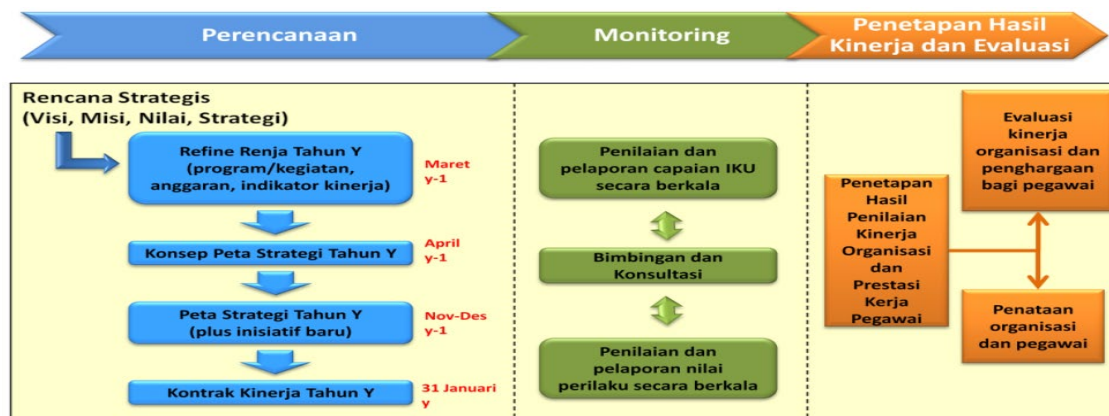 Perencanaan
Monitoring
Penetapan Hasil
Kinerja dan Evaluasi
Rencana Strategis
(Visi, Misi, Nilai, Strategi)
Refine Renja Tahun Y
(program/kegiatan,
anggaran, indikator kinerja)
Maret
y-1
Konsep Peta Strategi Tahun Y
April
y-1
Peta Strategi Tahun Y
(plus inisiatif baru)
Nov-Des
y-1
Kontrak Kinerja Tahun Y
31 Januari
y
Penilaian dan
pelaporan capaian IKU
secara berkala
Bimbingan dan
Konsultasi
Penilaian dan
pelaporan nilai
perilaku secara berkala
Penetapan
Hasil
Penilaian
Kinerja
Organisasi
dan
Prestasi
Kerja
Pegawai
Evaluasi
kinerja
organisasi dan
penghargaan
bagi pegawai
Penataan
organisasi
dan pegawai